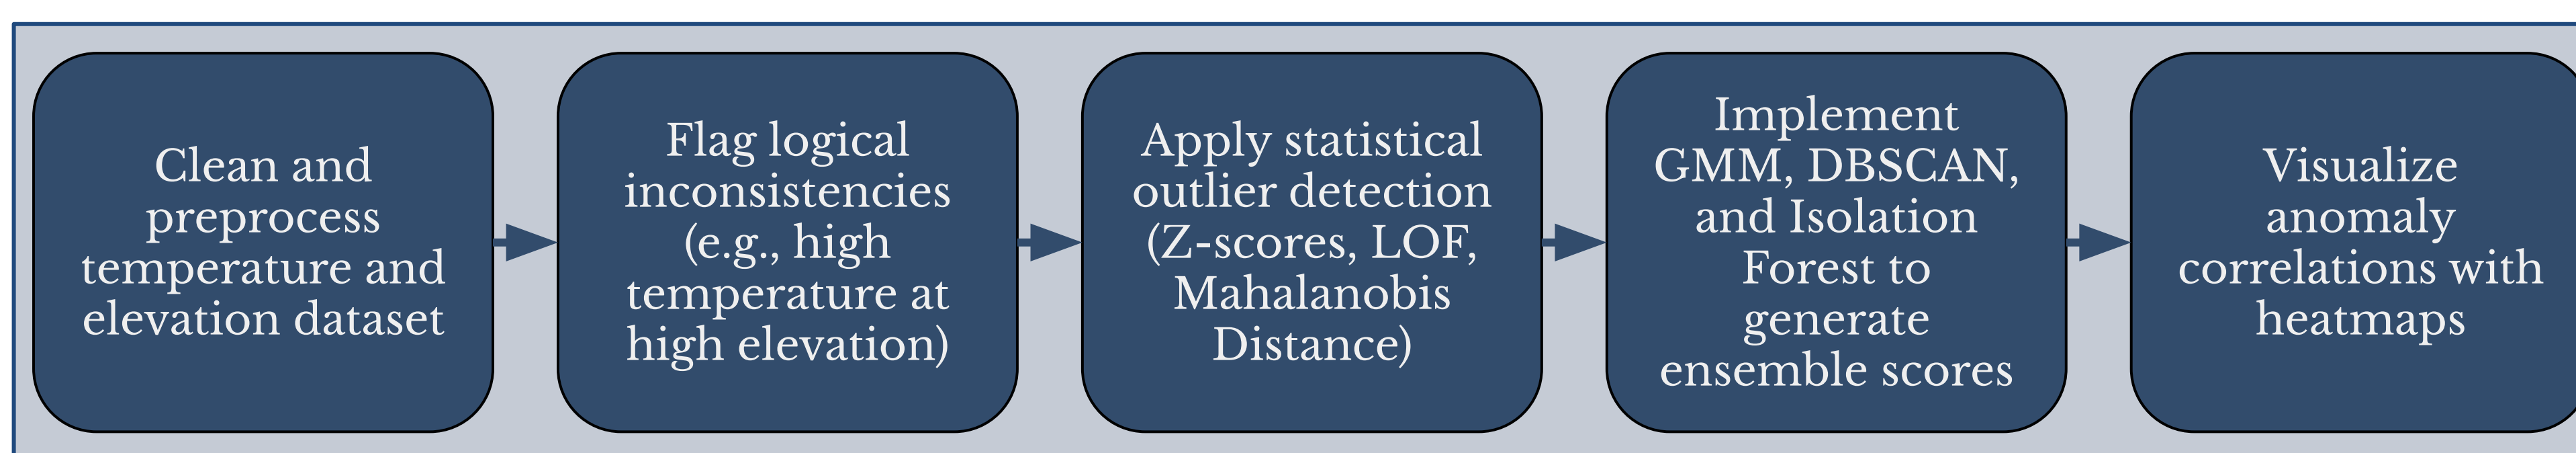 Clean and
preprocess
temperature and
elevation dataset
Flag logical
inconsistencies
(e.g., high
temperature at
high elevation)
Apply statistical
outlier detection
(Z-scores, LOF,
Mahalanobis
Distance)
Implement
GMM, DBSCAN,
and Isolation
Forest to
generate
ensemble scores
Visualize
anomaly
correlations with
heatmaps